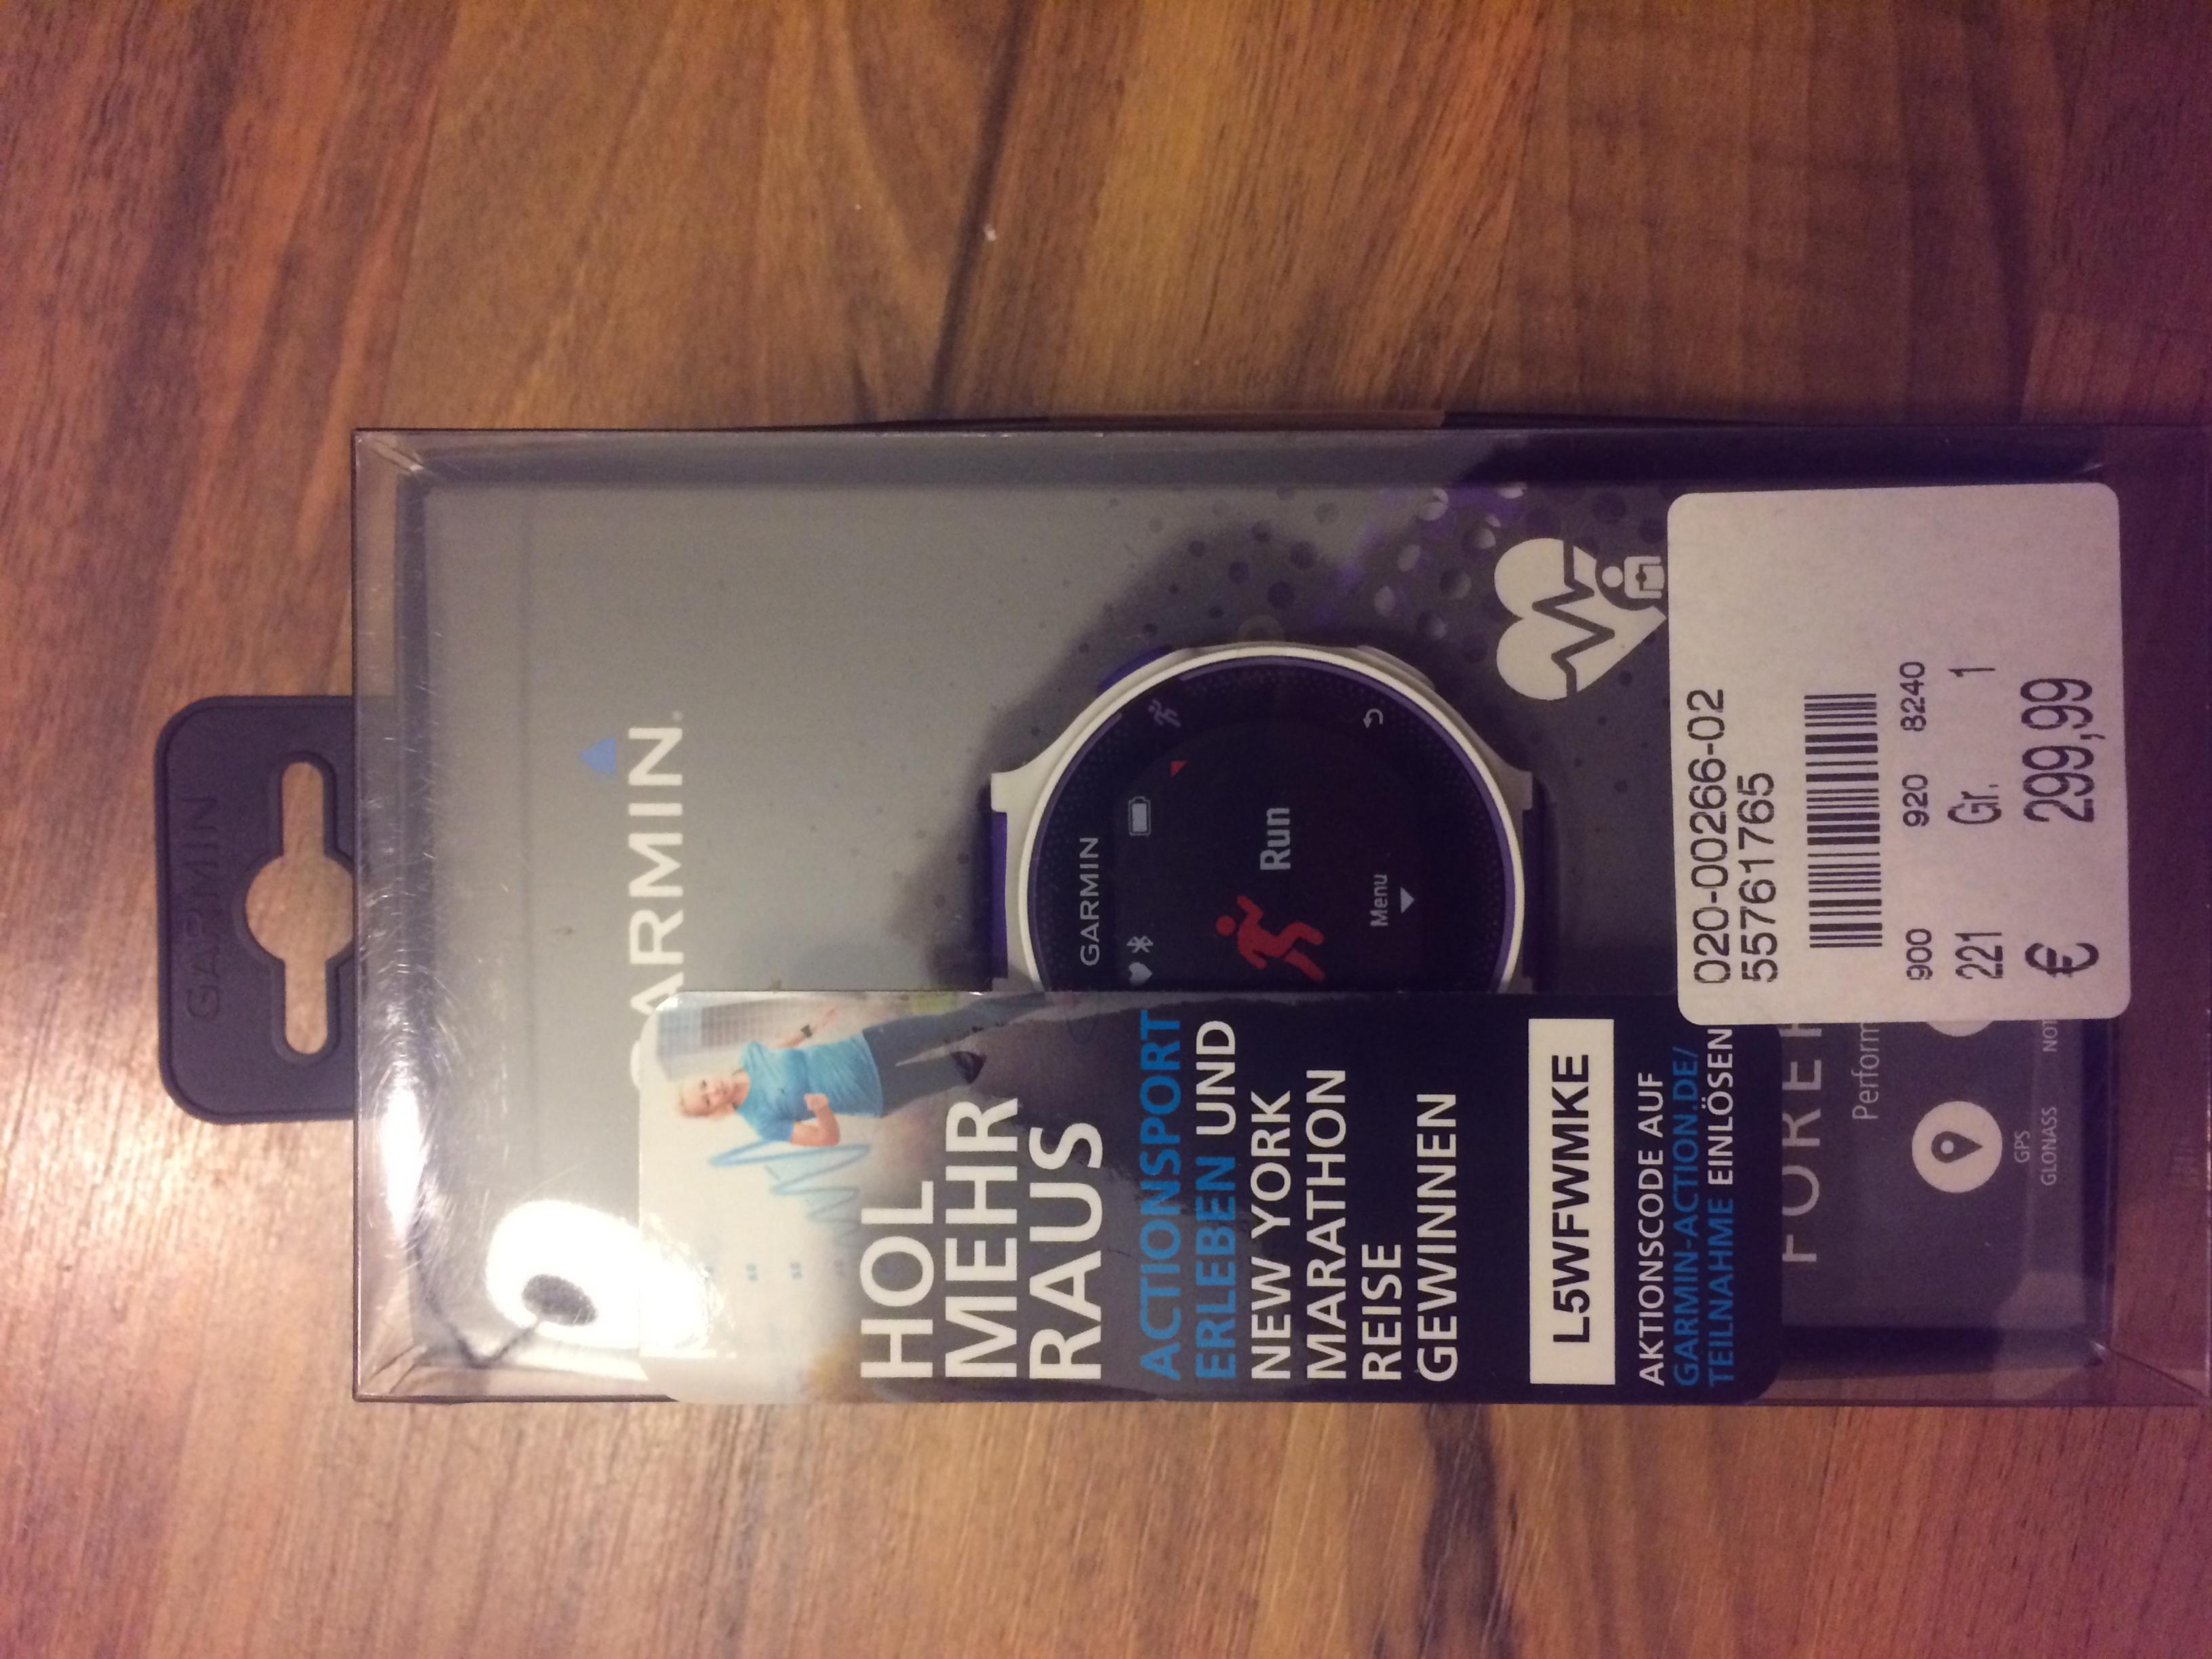 GARMIN
GARMIN.
GARMIN
Run
Menu
HOL
MEHR
RAUS
ACTIONSPORT
ERLEBEN UND
NEW YORK
MARATHON
REISE
GEWINNEN
L5WFWMKE
AKTIONSCODE AUF
GARMIN-ACTION.DE/
TEILNAHME EINLÖSEN
020-00266-02
55761765
900 920 8240
221 Gr. 1
€ 299,99
GPS
GLONASS